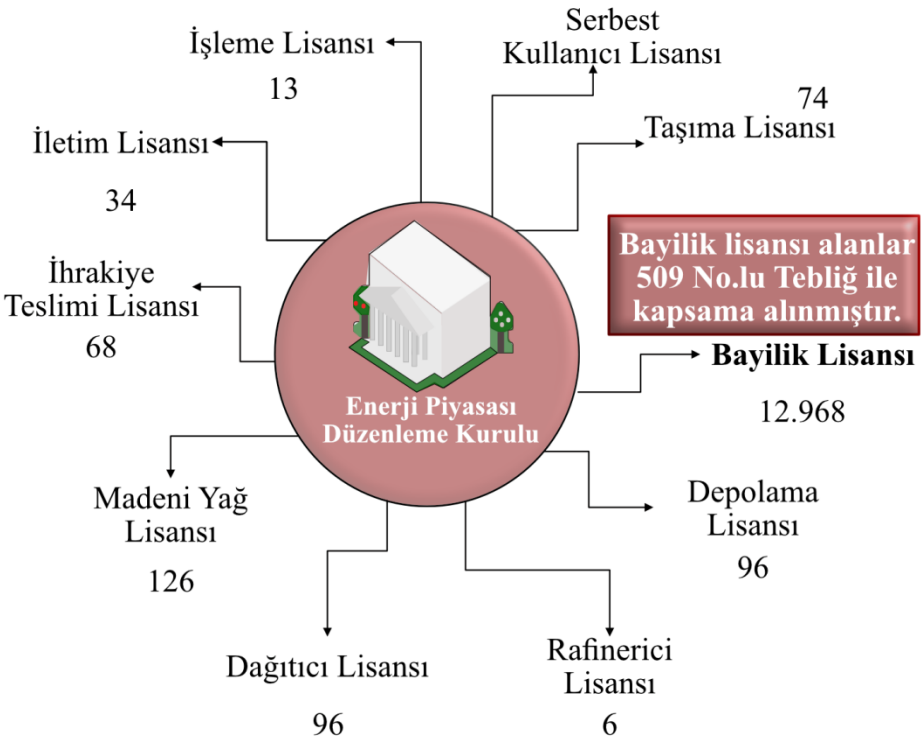 Serbest
Kullanıcı Lisansı
İşleme Lisansı
13
74
Taşıma Lisansı
İletim Lisansı
34
Bayilik lisansı alanlar
509 No.lu Tebliğ ile
kapsama alınmıştır.
İhrakiye
Teslimi Lisansı
68
Bayilik Lisansı
12.968
Enerji Piyasası
Düzenleme Kurulu
Madeni Yağ
Lisansı
126
Depolama
Lisansı
96
Dağıtıcı Lisansı
96
Rafinerici
Lisansı
6